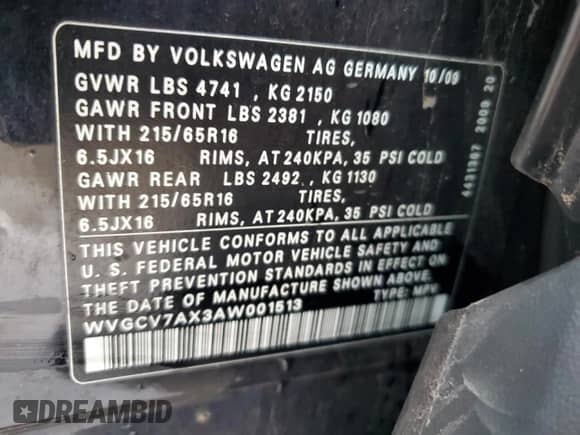 MFD BY VOLKSWAGEN AG GERMANY 10/09
GVWR LBS 4741 , KG 2150
GAWR FRONT LBS 2381 , KG 1080
WITH 215/65R16 TIRES,
6.5JX16 RIMS, AT 240KPA, 35 PSI COLD
GAWR REAR LBS 2492 , KG 1130
WITH 215/65R16 TIRES,
6.5JX16 RIMS, AT 240KPA, 35 PSI COLD
THIS VEHICLE CONFORMS TO ALL APPLICABLE
U. S. FEDERAL MOTOR VEHICLE SAFETY AND
THEFT PREVENTION STANDARDS IN EFFECT ON
THE DATE OF MANUFACTURE SHOWN ABOVE.
WVGCV7AX3AW001513 TYPE: MPV
2009 20
DREAMBID